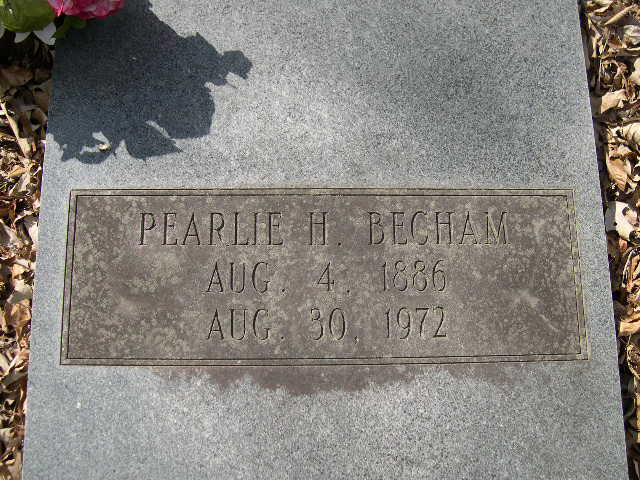 PEARLIE H. BECHAM
AUG. 4, 1886
AUG. 30, 1972